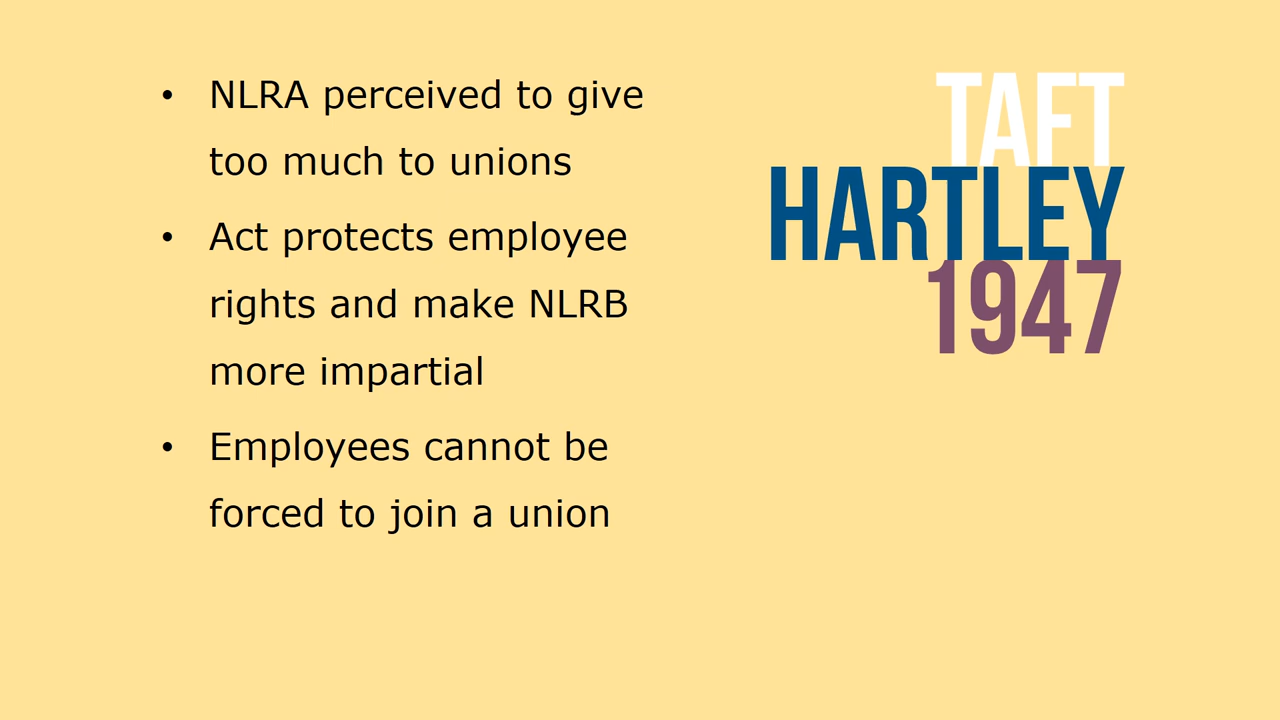 • NLRA perceived to give
too much to unions
• Act protects employee
rights and make NLRB
more impartial
• Employees cannot be
forced to join a union
TAFT
HARTLEY
1947